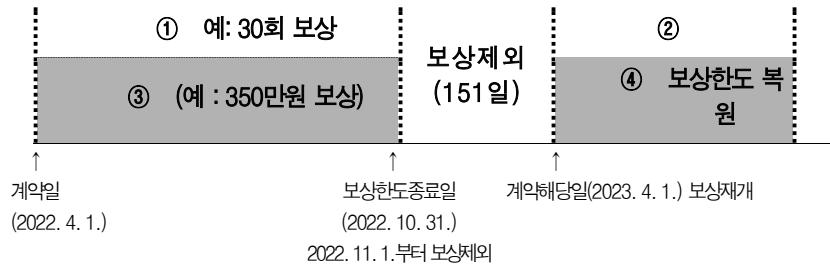 ① 예: 30회 보상
보상제외
(151일)
②
③ (예 : 350만원 보상)
④ 보상한도 복
원
↑
계약일
(2022. 4. 1.)
↑
보상한도종료일
(2022. 10. 31.)
2022. 11. 1.부터 보상제외
↑
계약해당일(2023. 4. 1.) 보상재개